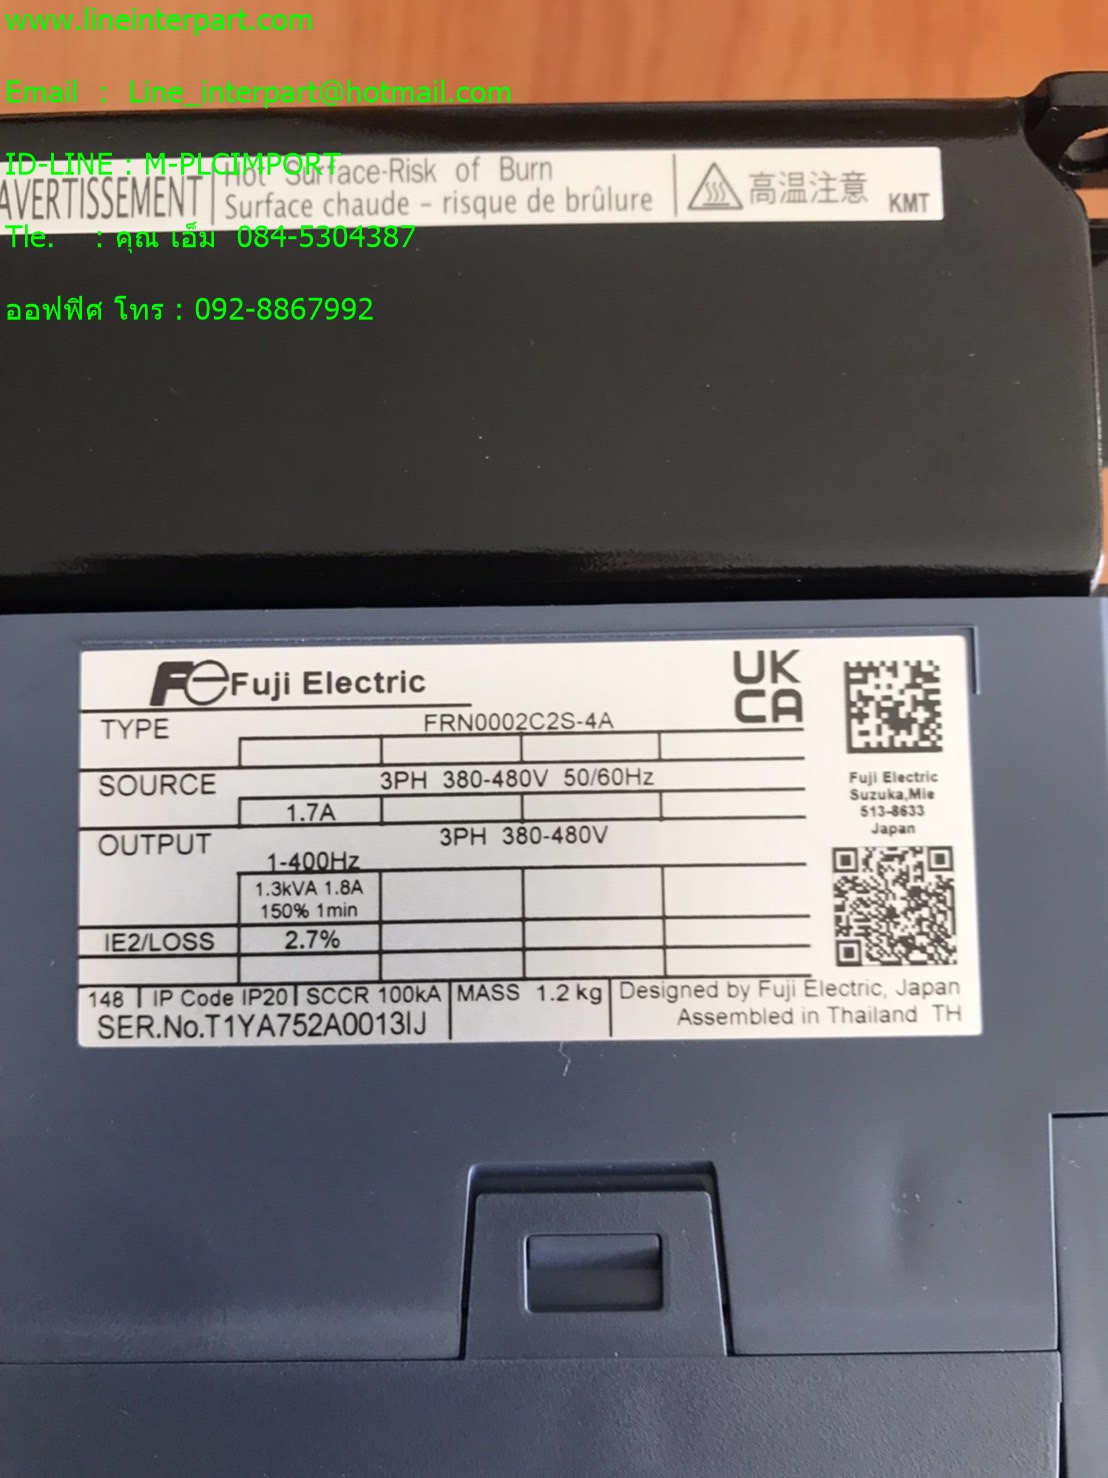 www.lineinterpart.com
Email : Line_interpart@hotmail.com
ID-LINE : M-PLCIMPORT
AVERTISSEMENT Hot Surface-Risk of Burn
Surface chaude – risque de brûlure
高温注意 KMT
Tle. : คุณ เอ็ม 084-5304387
ออฟฟิศ โทร : 092-8867992
Fe Fuji Electric
UK
CA
TYPE FRN0002C2S-4A
SOURCE 3PH 380-480V 50/60Hz
1.7A
OUTPUT 3PH 380-480V
1-400Hz
1.3kVA 1.8A
150% 1min
IE2/LOSS 2.7%
148 IP Code IP20 SCCR 100kA MASS 1.2 kg
SER.No.T1YA752A0013IJ
Designed by Fuji Electric, Japan
Assembled in Thailand TH
Fuji Electric
Suzuka,Mie
513-8633
Japan